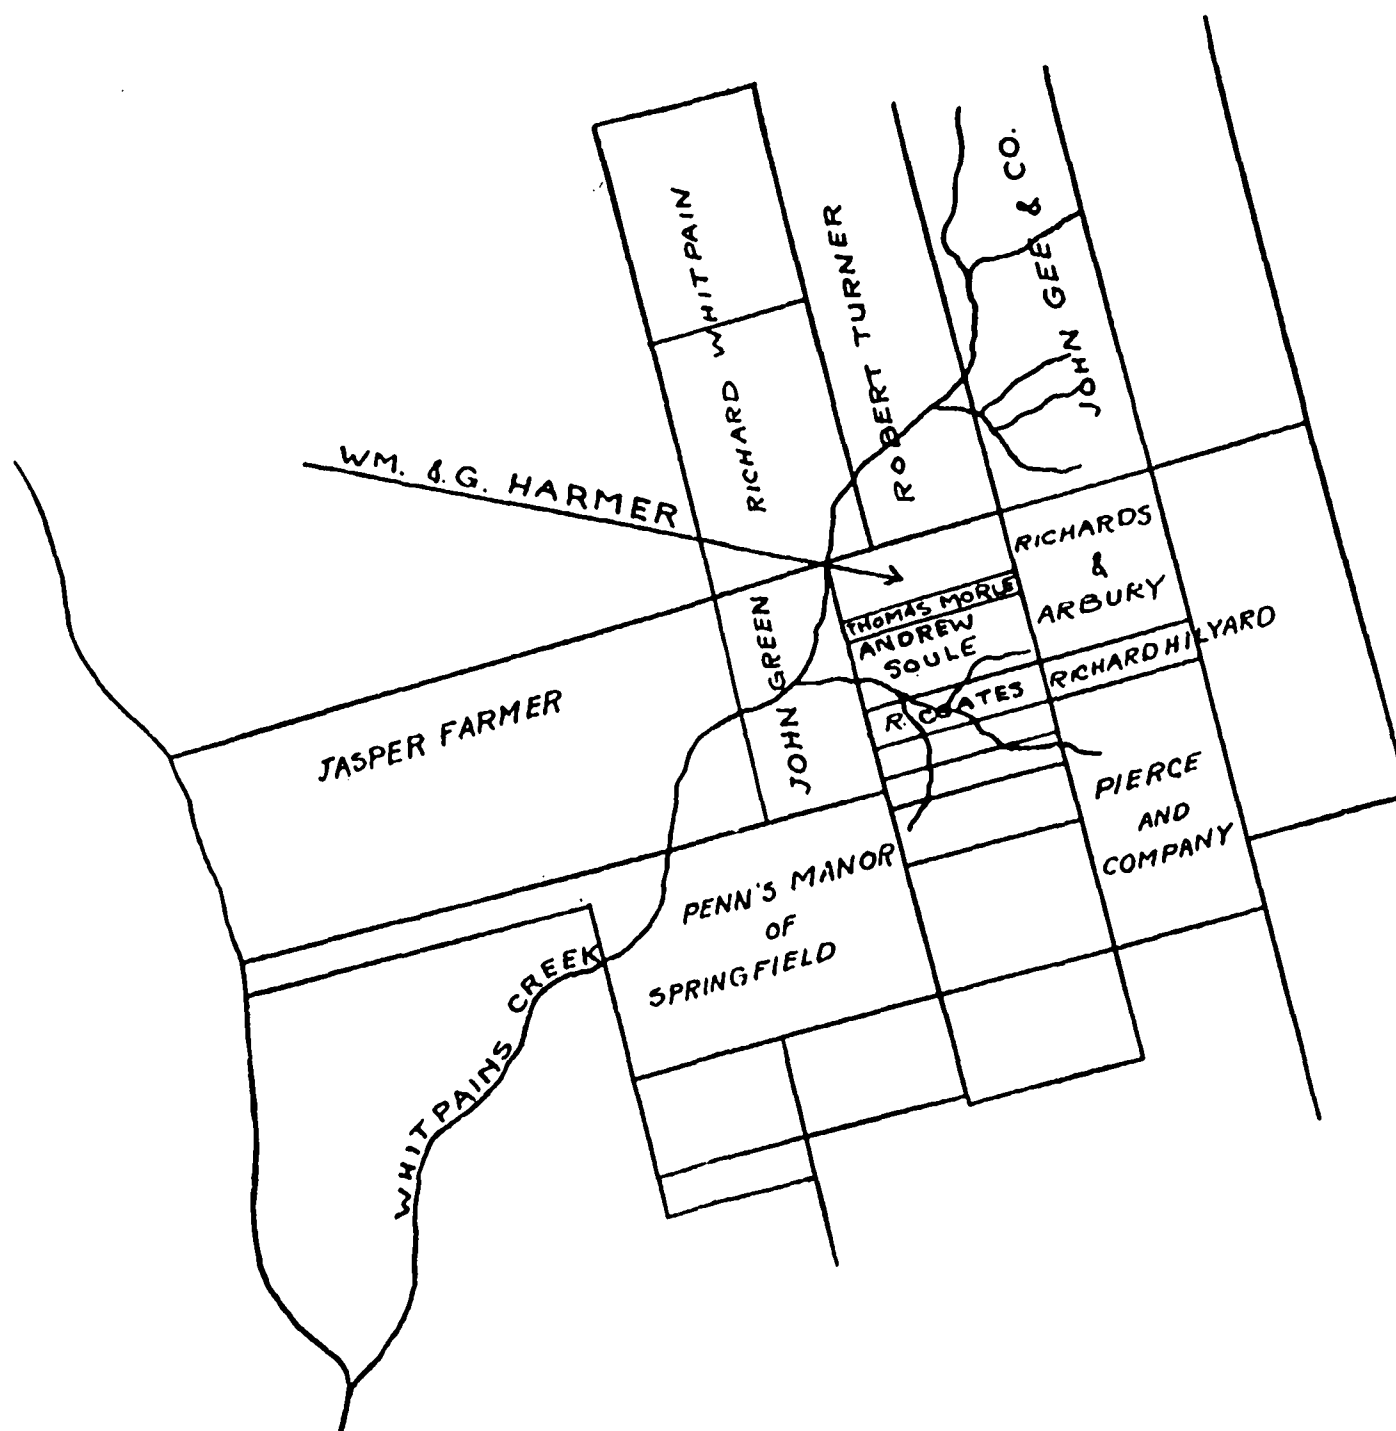 RICHARD WHITPAIN
ROBERT TURNER
JOHN GEE & CO.
WM. & G. HARMER
RICHARDS
&
ARBURY
THOMAS MORLE
ANDREW
SOULE
JOHN GREEN
RICHARD HILYARD
R. COATES
JASPER FARMER
PIERCE
AND
COMPANY
PENN'S MANOR
OF
SPRINGFIELD
WHITPAINS CREEK